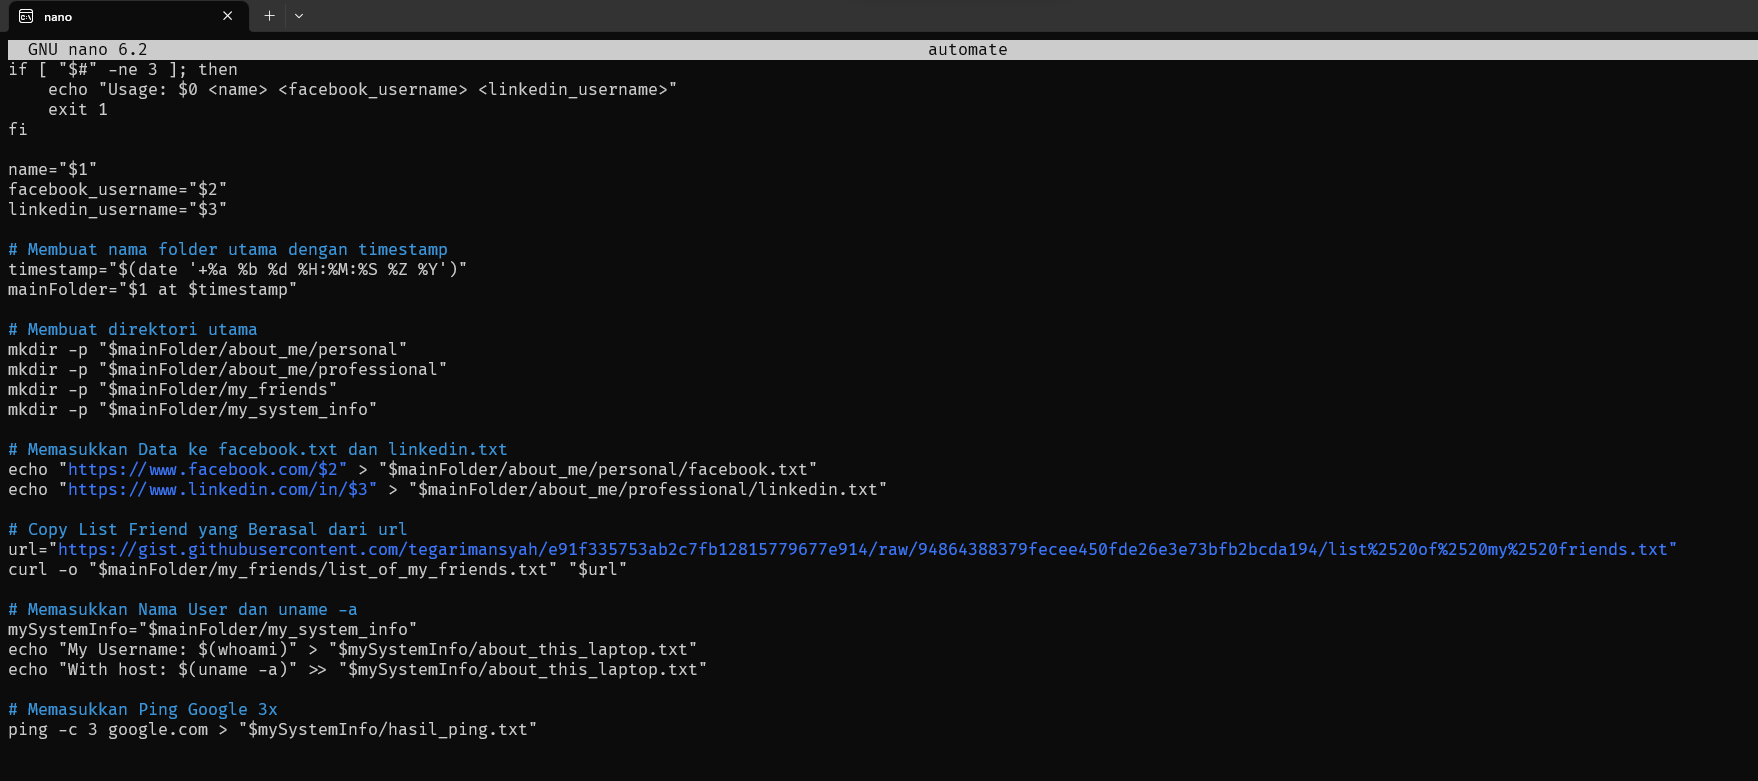 nano
GNU nano 6.2 automate
if [ "$#" -ne 3 ]; then
    echo "Usage: $0 <name> <facebook_username> <linkedin_username>"
    exit 1
fi

name="$1"
facebook_username="$2"
linkedin_username="$3"

# Membuat nama folder utama dengan timestamp
timestamp="$(date '+%a %b %d %H:%M:%S %Z %Y')"
mainFolder="$1 at $timestamp"

# Membuat direktori utama
mkdir -p "$mainFolder/about_me/personal"
mkdir -p "$mainFolder/about_me/professional"
mkdir -p "$mainFolder/my_friends"
mkdir -p "$mainFolder/my_system_info"

# Memasukkan Data ke facebook.txt dan linkedin.txt
echo "https://www.facebook.com/$2" > "$mainFolder/about_me/personal/facebook.txt"
echo "https://www.linkedin.com/in/$3" > "$mainFolder/about_me/professional/linkedin.txt"

# Copy List Friend yang Berasal dari url
url="https://gist.githubusercontent.com/tegarimansyah/e91f335753ab2c7fb12815779677e914/raw/94864388379fecee450fde26e3e73bfb2bcda194/list%2520of%2520my%2520friends.txt"
curl -o "$mainFolder/my_friends/list_of_my_friends.txt" "$url"

# Memasukkan Nama User dan uname -a
mySystemInfo="$mainFolder/my_system_info"
echo "My Username: $(whoami)" > "$mySystemInfo/about_this_laptop.txt"
echo "With host: $(uname -a)" >> "$mySystemInfo/about_this_laptop.txt"

# Memasukkan Ping Google 3x
ping -c 3 google.com > "$mySystemInfo/hasil_ping.txt"